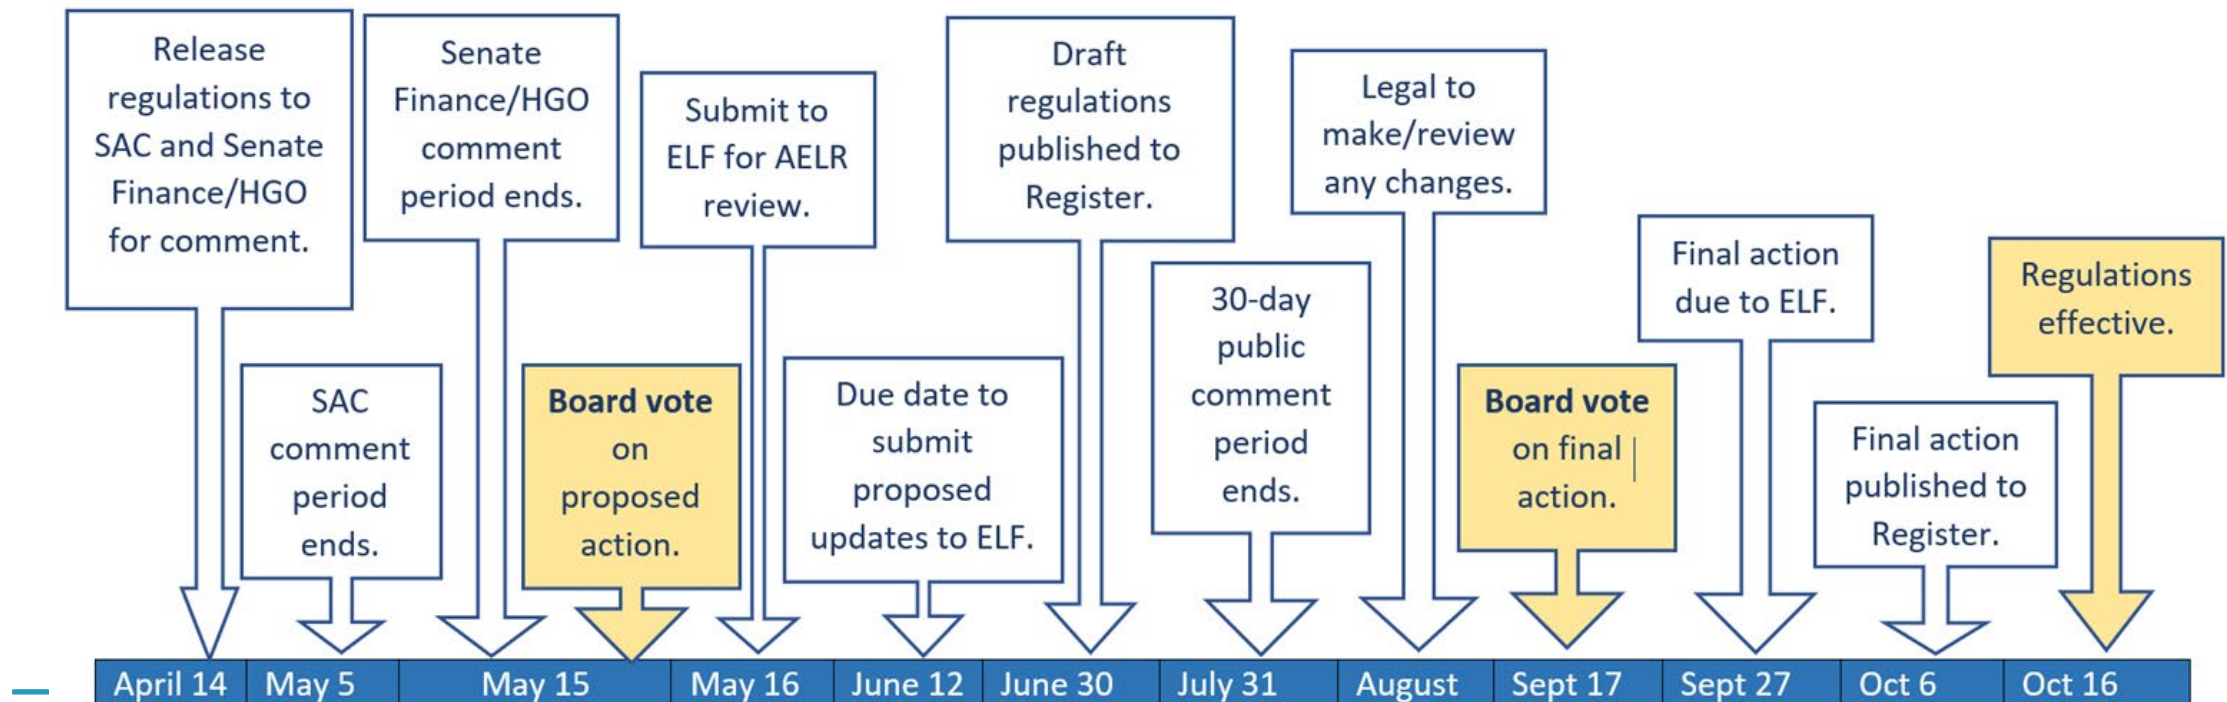 Release
regulations to
SAC and Senate
Finance/HGO
for comment.
SAC
comment
period
ends.
Senate
Finance/HGO
comment
period ends.
Board vote
on
proposed
action.
Submit to
ELF for AELR
review.
Due date to
submit
proposed
updates to ELF.
Draft
regulations
published to
Register.
30-day
public
comment
period
ends.
Legal to
make/review
any changes.
Board vote
on final
action.
Final action
due to ELF.
Final action
published to
Register.
Regulations
effective.
April 14
May 5
May 15
May 16
June 12
June 30
July 31
August
Sept 17
Sept 27
Oct 6
Oct 16